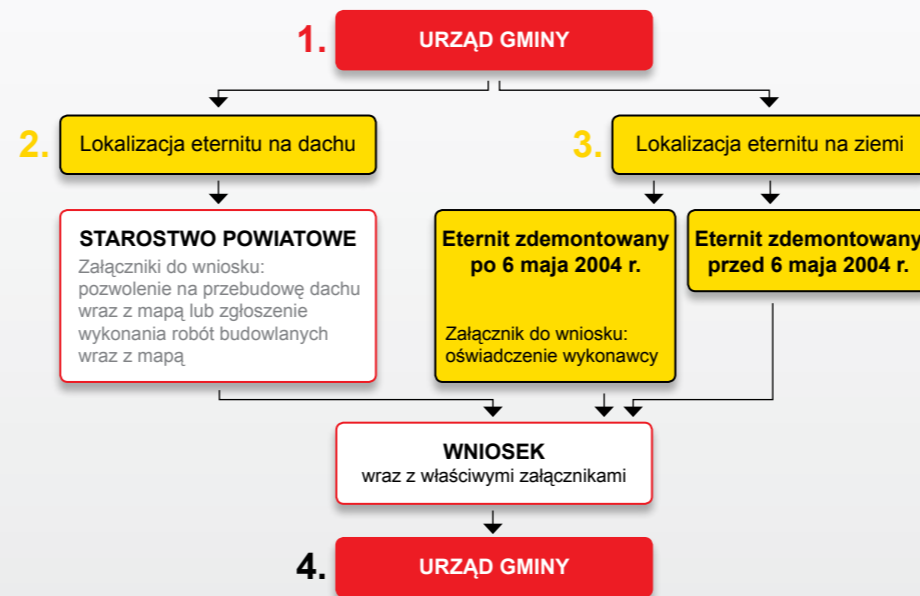 1.
URZĄD GMINY
2.
Lokalizacja eternitu na dachu
3.
Lokalizacja eternitu na ziemi
STAROSTWO POWIATOWE
Załączniki do wniosku:
pozwolenie na przebudowę dachu
wraz z mapą lub zgłoszenie
wykonania robót budowlanych
wraz z mapą
Eternit zdemontowany
po 6 maja 2004 r.
Załącznik do wniosku:
oświadczenie wykonawcy
Eternit zdemontowany
przed 6 maja 2004 r.
WNIOSEK
wraz z właściwymi załącznikami
4.
URZĄD GMINY